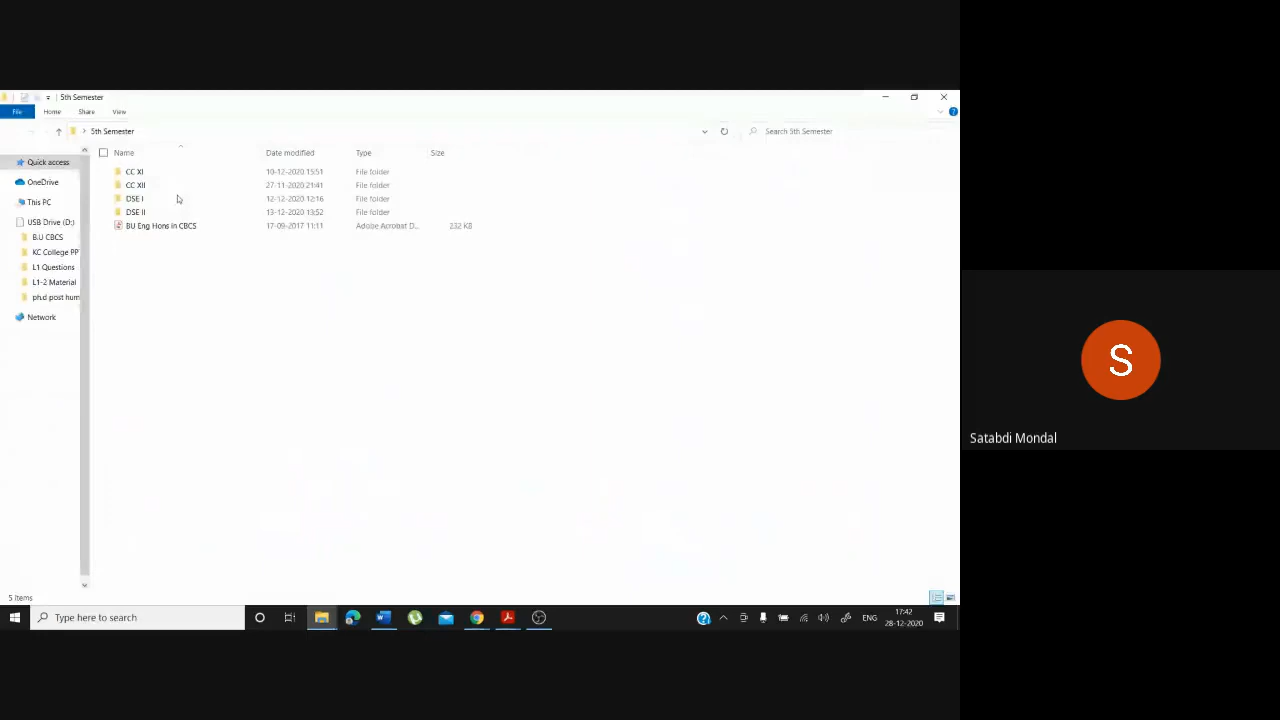 5th Semester
File Home Share View
5th Semester
Search 5th Semester
Name Date modified Type Size
Quick access
OneDrive
This PC
USB Drive (D:)
B.U CBCS
KC College PP
L1 Questions
L1-2 Material
ph.d post hum
Network
CC XI 10-12-2020 15:51 File folder
CC XII 27-11-2020 21:41 File folder
DSE I 12-12-2020 12:16 File folder
DSE II 13-12-2020 13:52 File folder
BU Eng Hons in CBCS 17-09-2017 11:11 Adobe Acrobat D... 232 KB
5 items
Type here to search
ENG
17:42
28-12-2020
S
Satabdi Mondal